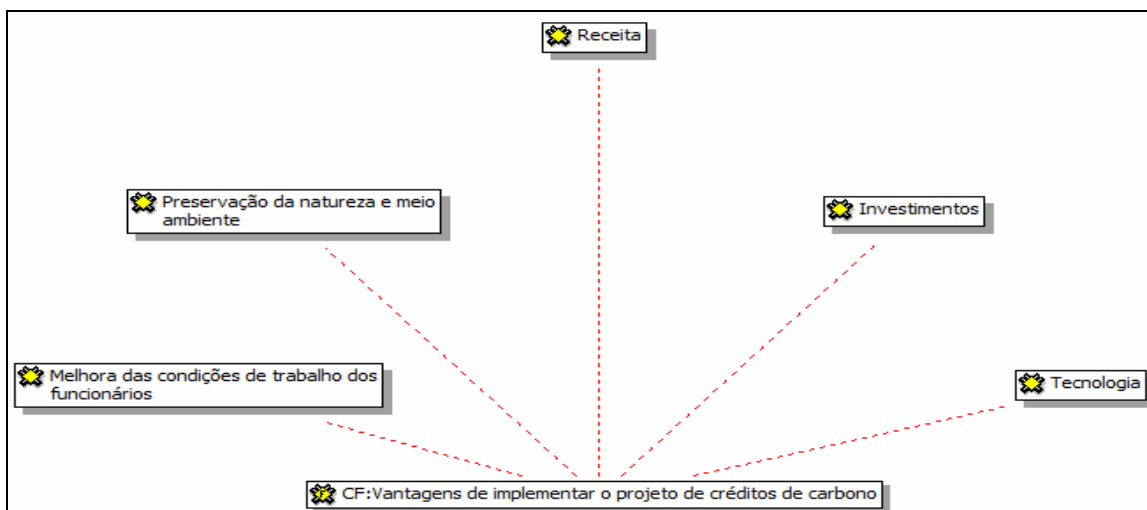 Receita
Preservação da natureza e meio
ambiente
Investimentos
Melhora das condições de trabalho dos
funcionários
Tecnologia
CF:Vantagens de implementar o projeto de créditos de carbono